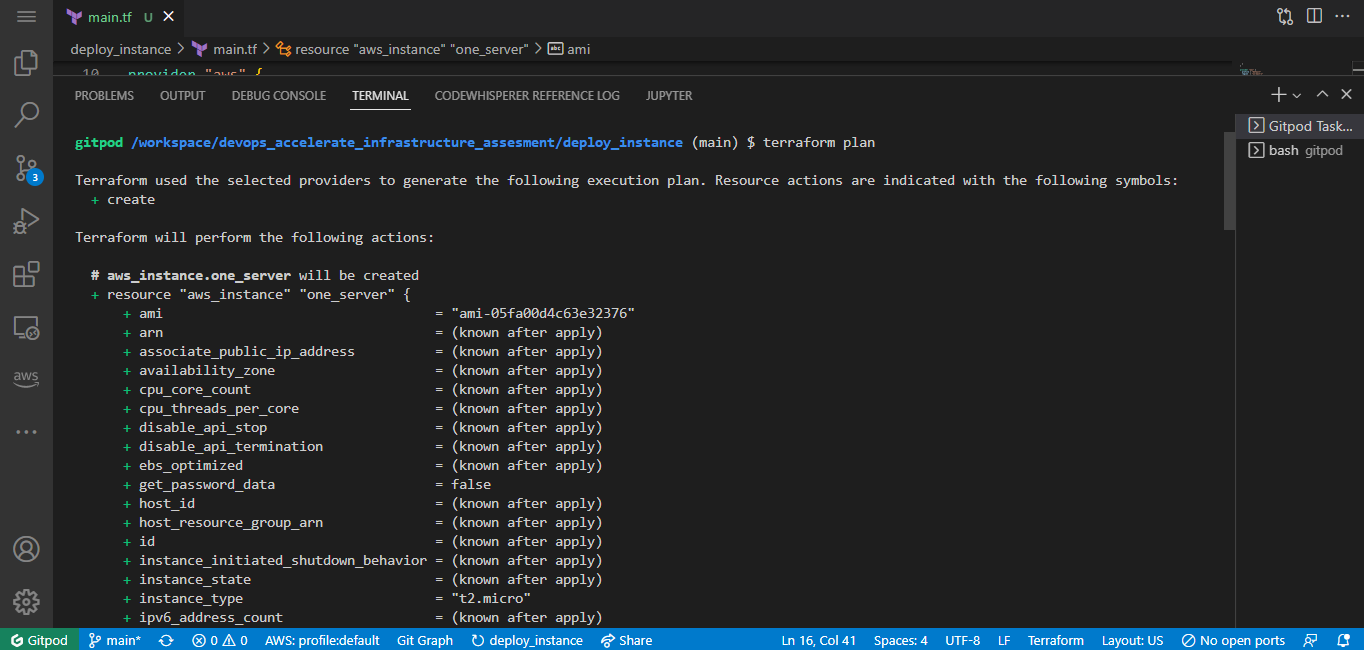 main.tf U
deploy_instance > main.tf > resource "aws_instance" "one_server" > ami
10 provider "aws" {
PROBLEMS OUTPUT DEBUG CONSOLE TERMINAL CODEWHISPERER REFERENCE LOG JUPYTER
gitpod /workspace/devops_accelerate_infrastructure_assesment/deploy_instance (main) $ terraform plan
Terraform used the selected providers to generate the following execution plan. Resource actions are indicated with the following symbols:
+ create
Terraform will perform the following actions:
# aws_instance.one_server will be created
+ resource "aws_instance" "one_server" {
+ ami = "ami-05fa00d4c63e32376"
+ arn = (known after apply)
+ associate_public_ip_address = (known after apply)
+ availability_zone = (known after apply)
+ cpu_core_count = (known after apply)
+ cpu_threads_per_core = (known after apply)
+ disable_api_stop = (known after apply)
+ disable_api_termination = (known after apply)
+ ebs_optimized = (known after apply)
+ get_password_data = false
+ host_id = (known after apply)
+ host_resource_group_arn = (known after apply)
+ id = (known after apply)
+ instance_initiated_shutdown_behavior = (known after apply)
+ instance_state = (known after apply)
+ instance_type = "t2.micro"
+ ipv6_address_count = (known after apply)
Gitpod Task...
bash gitpod
3
aws
Gitpod main* 0 0 AWS: profile:default Git Graph deploy_instance Share Ln 16, Col 41 Spaces: 4 UTF-8 LF Terraform Layout: US No open ports